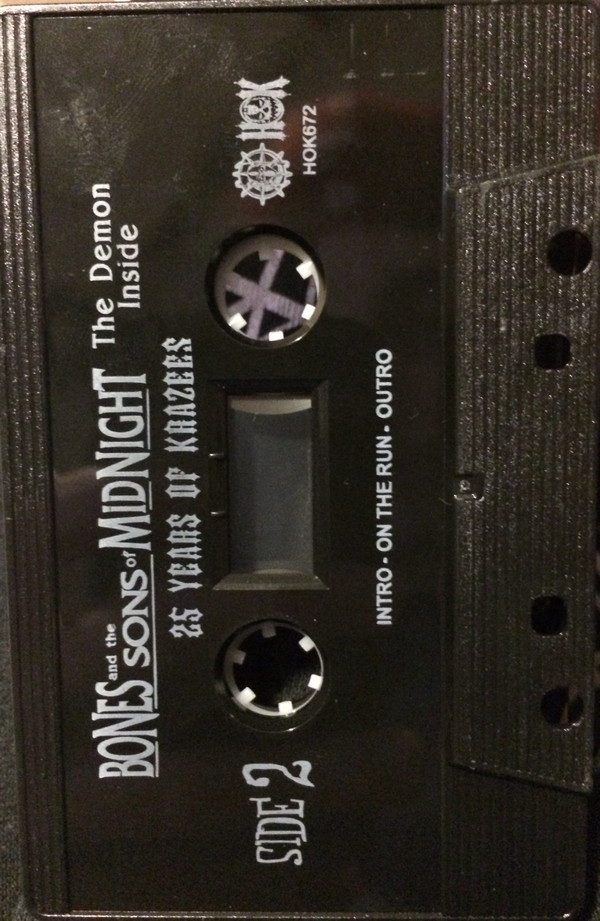 BONES and the SONS of MIDNIGHT The Demon Inside
25 YEARS OF KRAZEES
SIDE 2
HOK
HOK672
INTRO - ON THE RUN - OUTRO